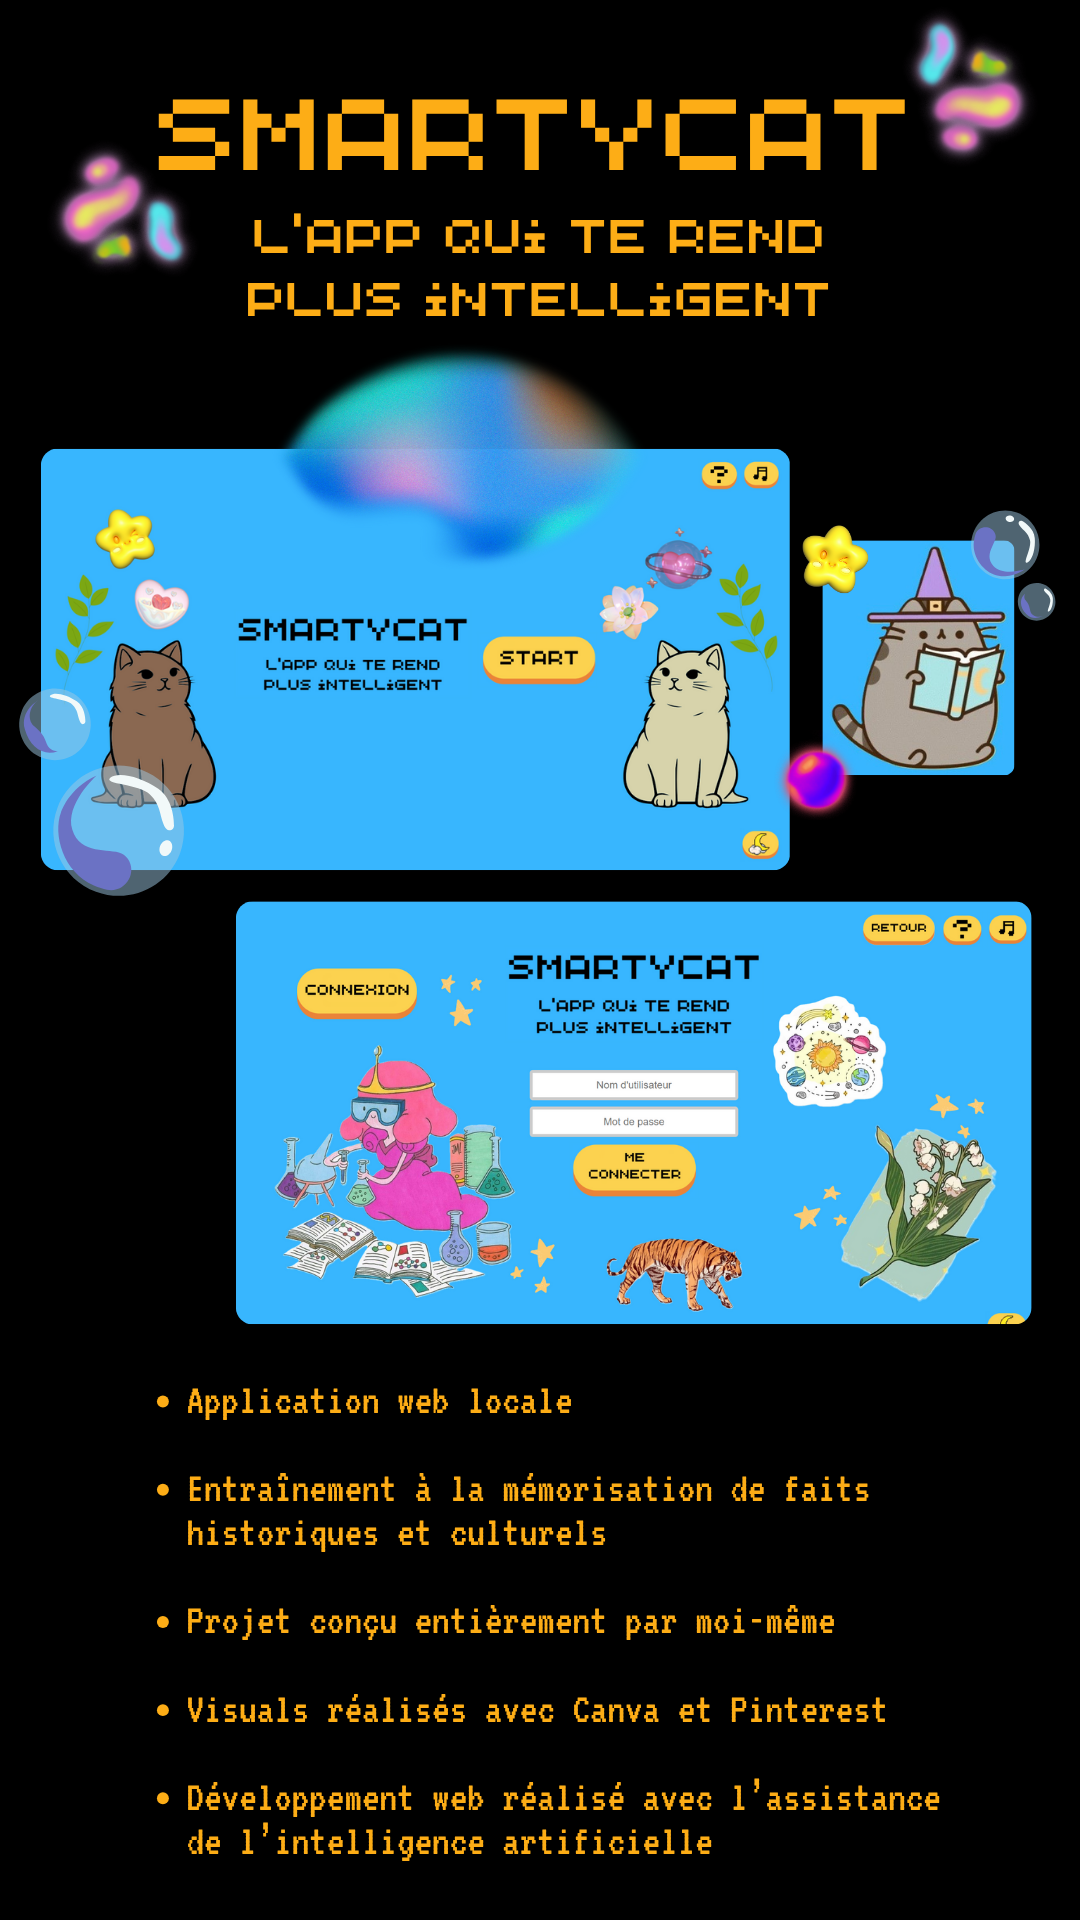 SMARTYCAT
L'APP QUi TE REND
PLUS iNTELLiGENT
?
SMARTYCAT
L'APP QUi TE REND
PLUS iNTELLiGENT
START
RETOUR
?
CONNEXION
SMARTYCAT
L'APP QUi TE REND
PLUS iNTELLiGENT
Nom d'utilisateur
Mot de passe
ME
CONNECTER
• Application web locale
• Entraînement à la mémorisation de faits
historiques et culturels
• Projet conçu entièrement par moi-même
• Visuals réalisés avec Canva et Pinterest
• Développement web réalisé avec l'assistance
de l'intelligence artificielle